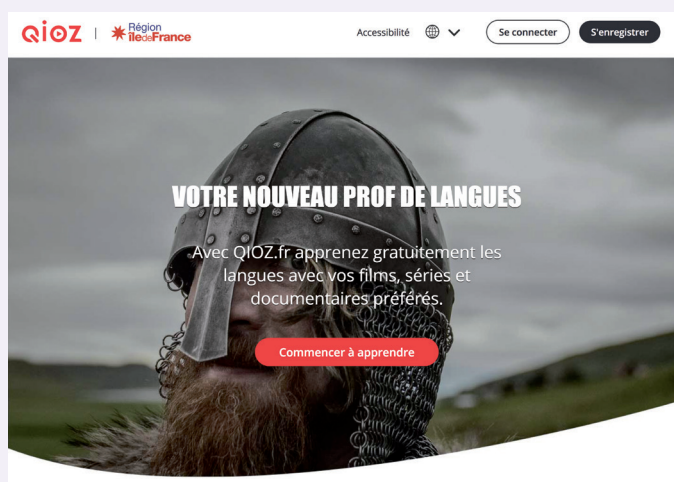 QIOZ | Région îledeFrance
Accessibilité
Se connecter
S'enregistrer
VOTRE NOUVEAU PROF DE LANGUES
Avec QIOZ.fr apprenez gratuitement les
langues avec vos films, séries et
documentaires préférés.
Commencer à apprendre